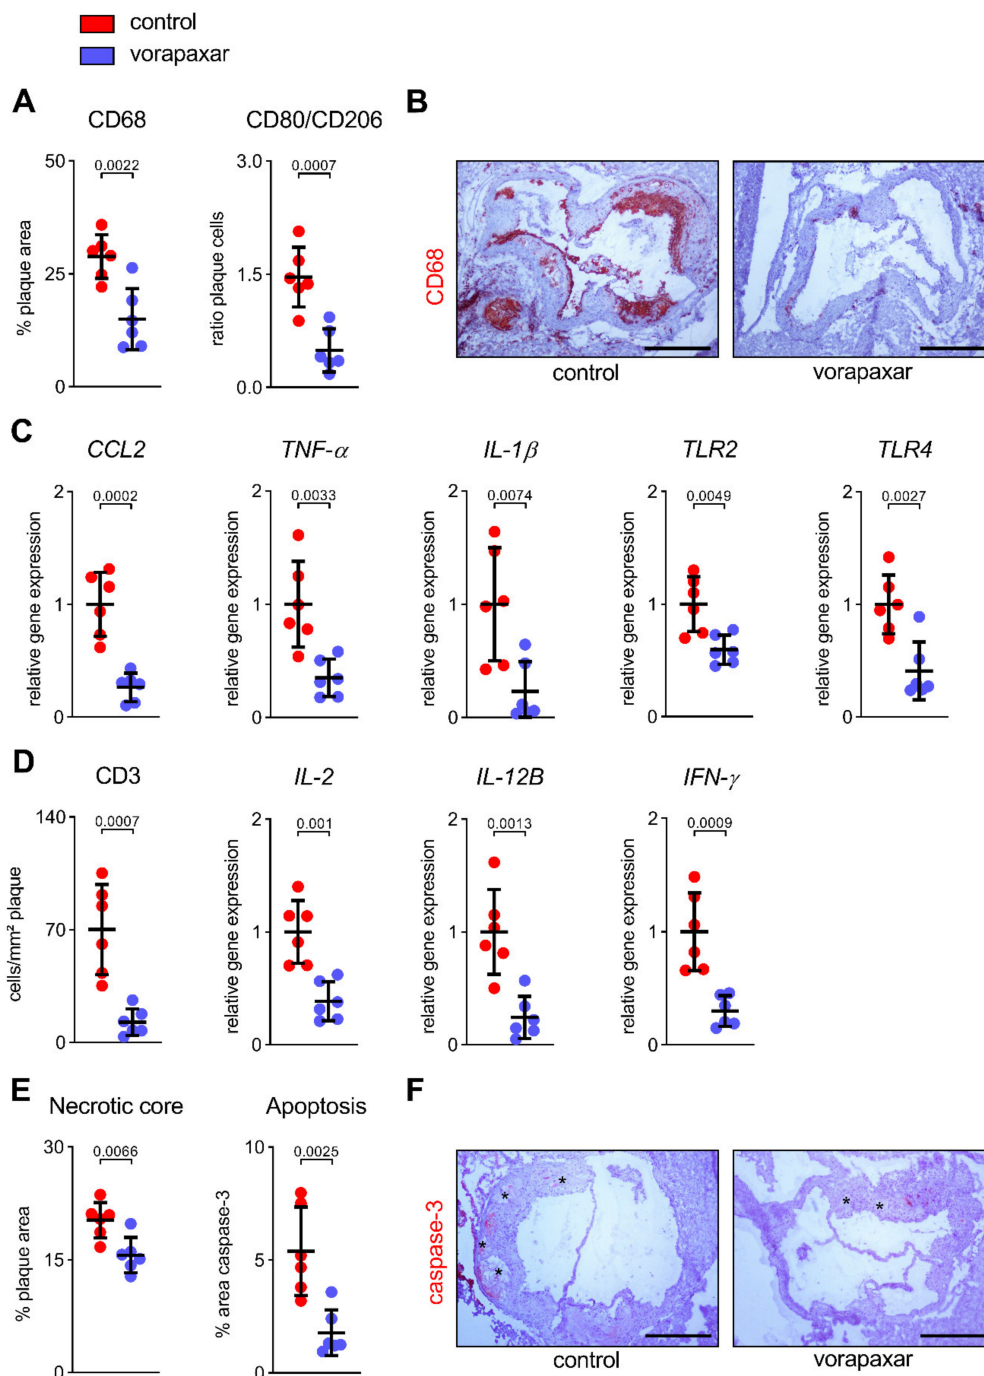 control
vorapaxar
A
CD68
CD80/CD206
B
50
25
0
% plaque area
0.0022
3.0
1.5
0.0
ratio plaque cells
0.0007
CD68
control
vorapaxar
C
CCL2
TNF-α
IL-1β
TLR2
TLR4
2
1
0
relative gene expression
0.0002
2
1
0
relative gene expression
0.0033
2
1
0
relative gene expression
0.0074
2
1
0
relative gene expression
0.0049
2
1
0
relative gene expression
0.0027
D
CD3
IL-2
IL-12B
IFN-γ
140
70
0
cells/mm² plaque
0.0007
2
1
0
relative gene expression
0.001
2
1
0
relative gene expression
0.0013
2
1
0
relative gene expression
0.0009
E
Necrotic core
Apoptosis
F
30
15
0
% plaque area
0.0066
10
5
0
% area caspase-3
0.0025
caspase-3
* * * *
* *
control
vorapaxar